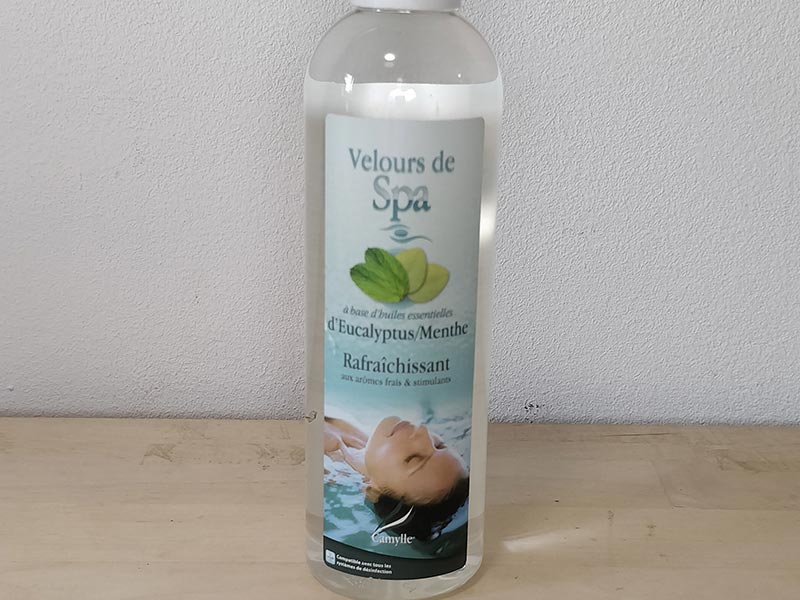 Velours de
Spa
à base d'huiles essentielles
d'Eucalyptus/Menthe
Rafraîchissant
aux arômes frais & stimulants
Camylle
Compatible avec tous les
systèmes de désinfection